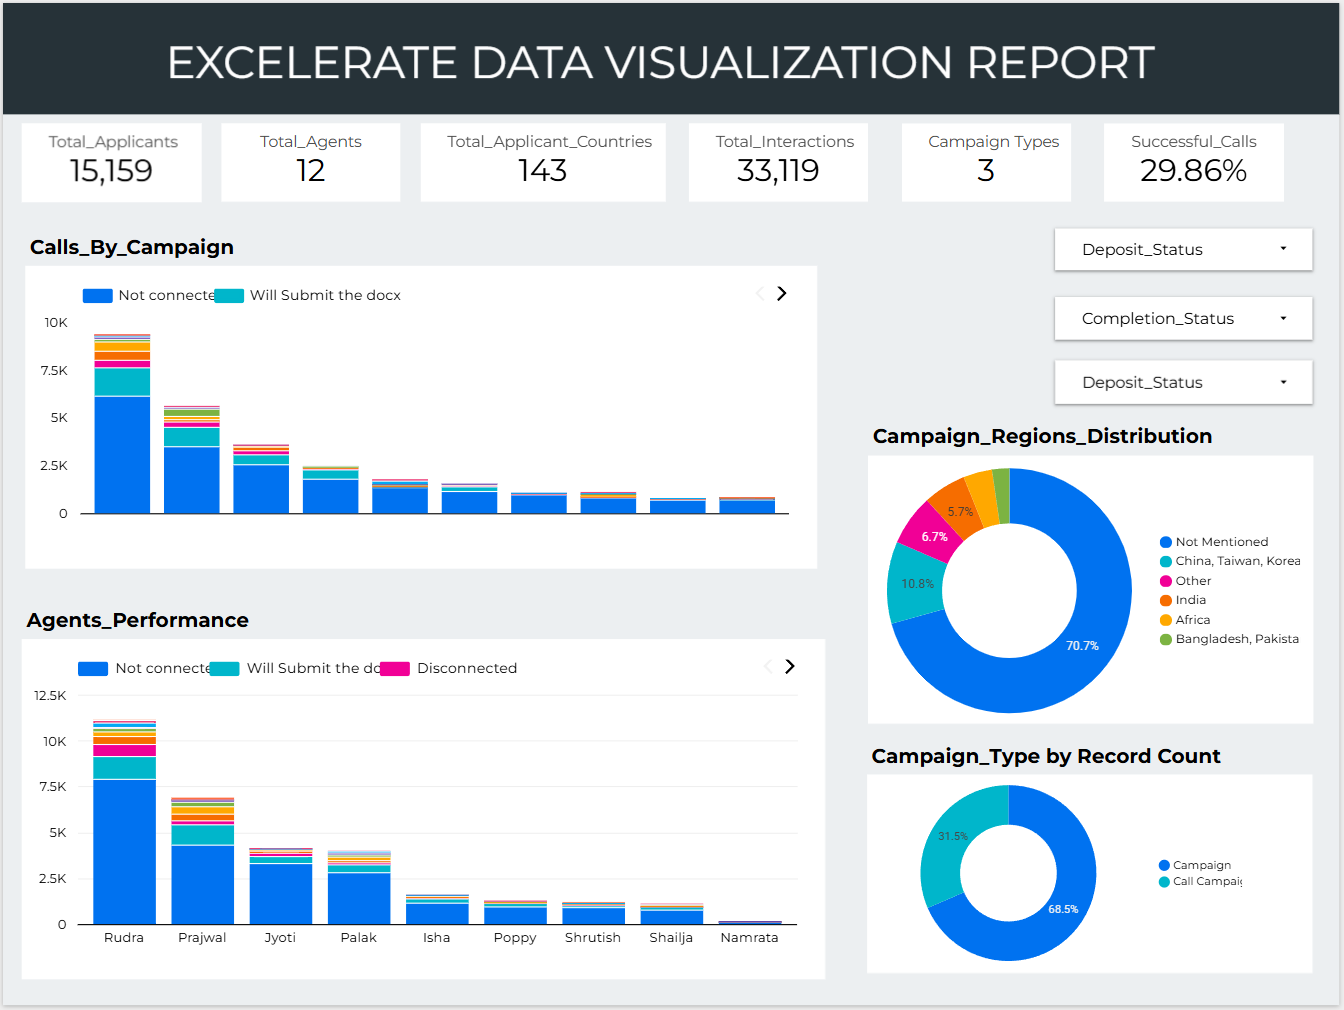 EXCELERATE DATA VISUALIZATION REPORT
Total_Applicants
15,159
Total_Agents
12
Total_Applicant_Countries
143
Total_Interactions
33,119
Campaign Types
3
Successful_Calls
29.86%
Calls_By_Campaign
Not connecte
Will Submit the docx
10K
7.5K
5K
2.5K
0
Deposit_Status
Completion_Status
Deposit_Status
Campaign_Regions_Distribution
5.7%
6.7%
10.8%
70.7%
Not Mentioned
China, Taiwan, Korea
Other
India
Africa
Bangladesh, Pakista
Agents_Performance
Not connecte
Will Submit the do
Disconnected
12.5K
10K
7.5K
5K
2.5K
0
Rudra
Prajwal
Jyoti
Palak
Isha
Poppy
Shrutish
Shailja
Namrata
Campaign_Type by Record Count
31.5%
68.5%
Campaign
Call Campaig